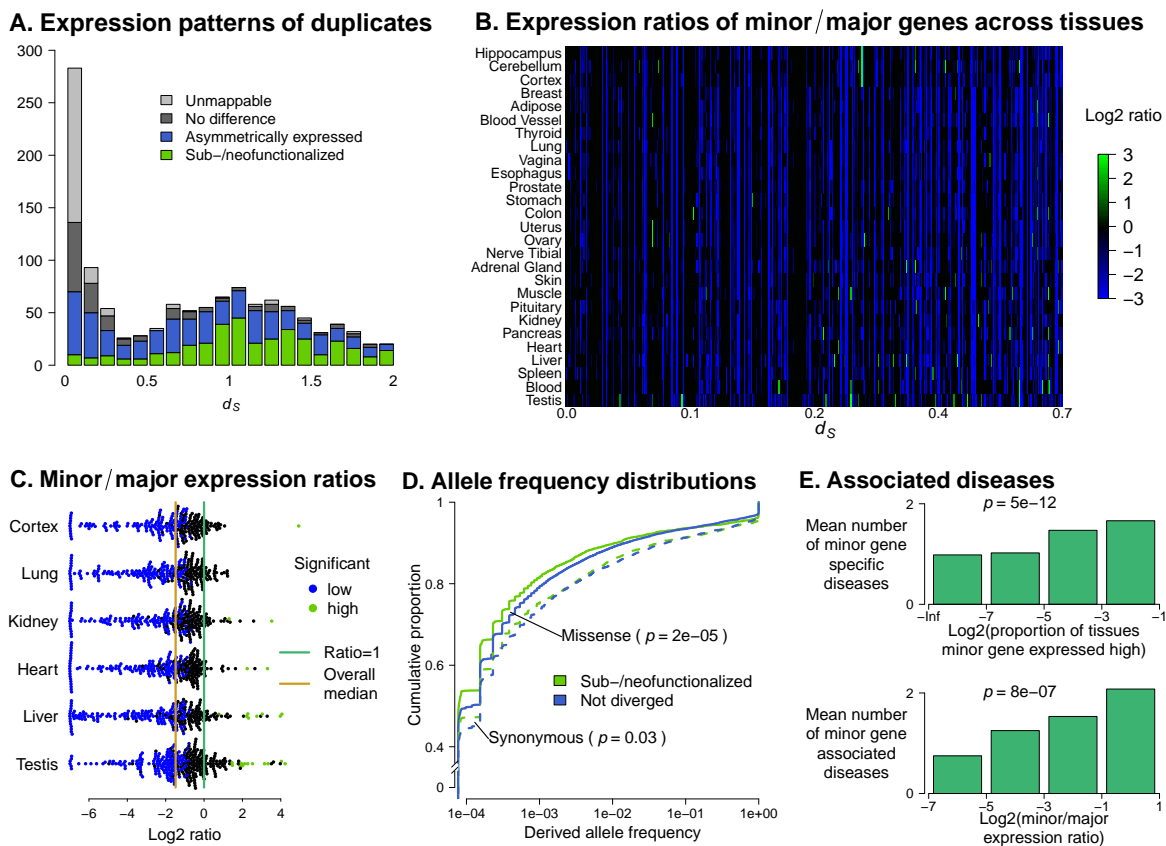 A. Expression patterns of duplicates
300
250
200
150
100
50
0
Unmappable
No difference
Asymmetrically expressed
Sub−/neofunctionalized
0 0.5 1 1.5 2
dS
B. Expression ratios of minor/major genes across tissues
Hippocampus
Cerebellum
Cortex
Breast
Adipose
Blood Vessel
Thyroid
Lung
Vagina
Esophagus
Prostate
Stomach
Colon
Uterus
Ovary
Nerve Tibial
Adrenal Gland
Skin
Muscle
Pituitary
Kidney
Pancreas
Heart
Liver
Spleen
Blood
Testis
0.0 0.1 0.2 0.4 0.7
dS
Log2 ratio
3
2
1
0
−1
−2
−3
C. Minor/major expression ratios
Cortex
Lung
Kidney
Heart
Liver
Testis
−6 −4 −2 0 2 4
Log2 ratio
Significant
low
high
Ratio=1
Overall
median
D. Allele frequency distributions
Cumulative proportion
1
0.8
0.6
0.4
0
Missense ( p = 2e−05 )
Sub−/neofunctionalized
Not diverged
Synonymous ( p = 0.03 )
1e−04 1e−03 1e−02 1e−01 1e+00
Derived allele frequency
E. Associated diseases
p = 5e−12
Mean number
of minor gene
specific
diseases
2
0
−Inf −7 −5 −3 −1
Log2(proportion of tissues
minor gene expressed high)
p = 8e−07
Mean number
of minor gene
associated
diseases
2
0
−7 −5 −3 −1 1
Log2(minor/major
expression ratio)